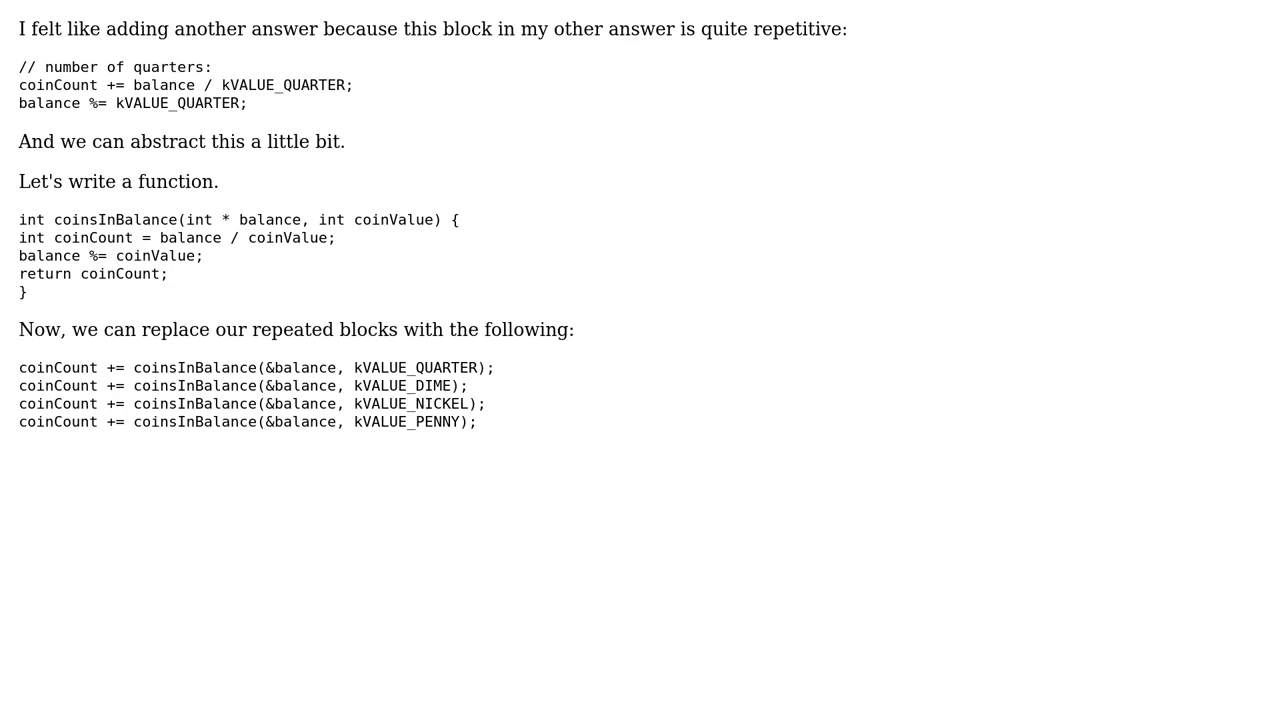 I felt like adding another answer because this block in my other answer is quite repetitive:
// number of quarters:
coinCount += balance / kVALUE_QUARTER;
balance %= kVALUE_QUARTER;
And we can abstract this a little bit.
Let's write a function.
int coinsInBalance(int * balance, int coinValue) {
int coinCount = balance / coinValue;
balance %= coinValue;
return coinCount;
}
Now, we can replace our repeated blocks with the following:
coinCount += coinsInBalance(&balance, kVALUE_QUARTER);
coinCount += coinsInBalance(&balance, kVALUE_DIME);
coinCount += coinsInBalance(&balance, kVALUE_NICKEL);
coinCount += coinsInBalance(&balance, kVALUE_PENNY);